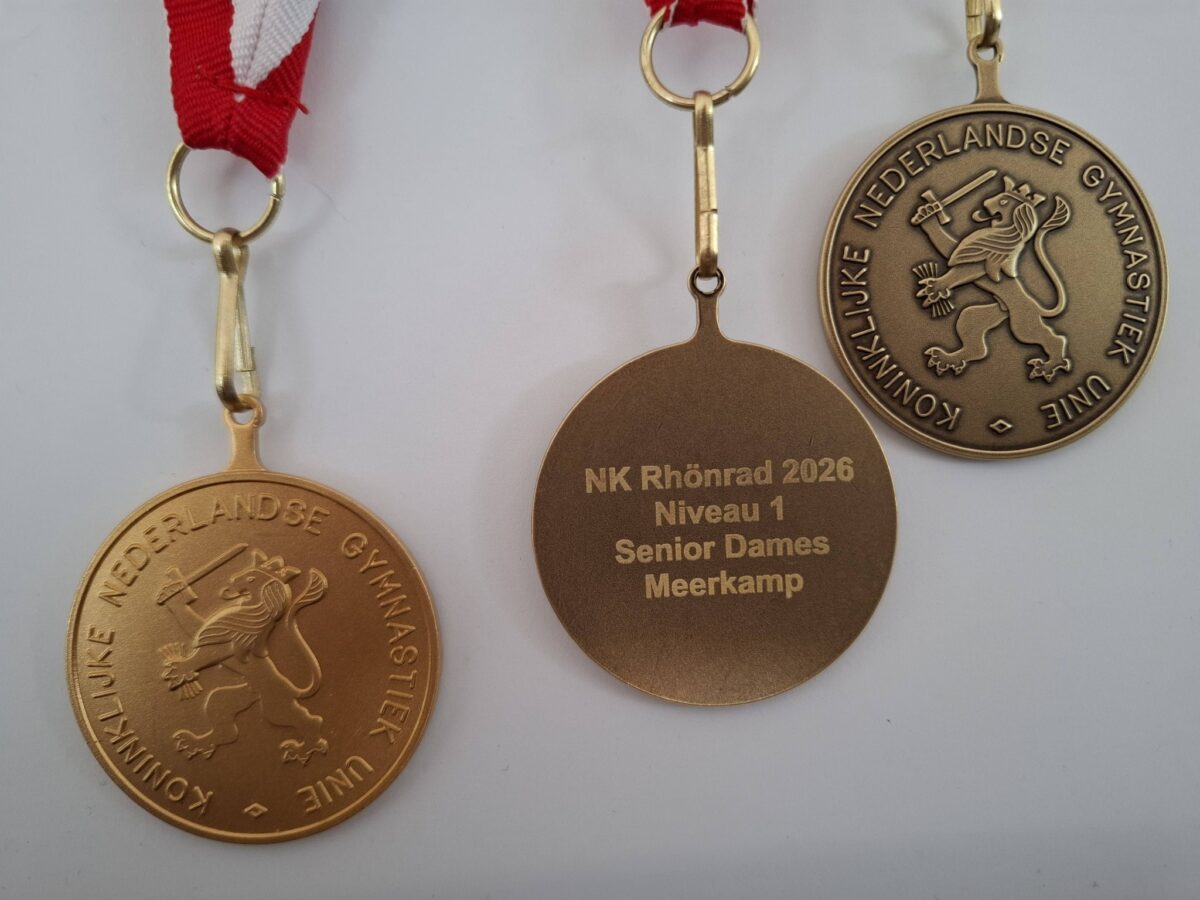 KONINKLIJKE NEDERLANDSE GYMNASTIEK UNIE
NK Rhönrad 2026
Niveau 1
Senior Dames
Meerkamp
KONINKLIJKE NEDERLANDSE GYMNASTIEK UNIE